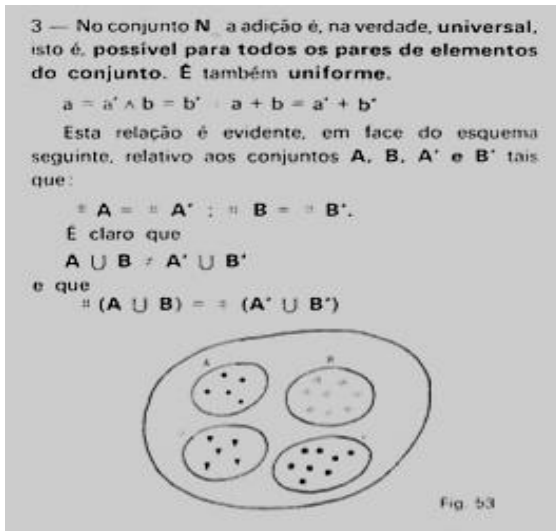 3 — No conjunto N a adição é, na verdade, universal,
isto é, possível para todos os pares de elementos
do conjunto. É também uniforme.
a = a' ∧ b = b' a + b = a' + b'
Esta relação é evidente, em face do esquema
seguinte, relativo aos conjuntos A, B, A' e B' tais
que:
# A = # A' ; # B = # B'.
É claro que
A ∪ B ≠ A' ∪ B'
e que
# (A ∪ B) = # (A' ∪ B')
A
B
Fig. 53